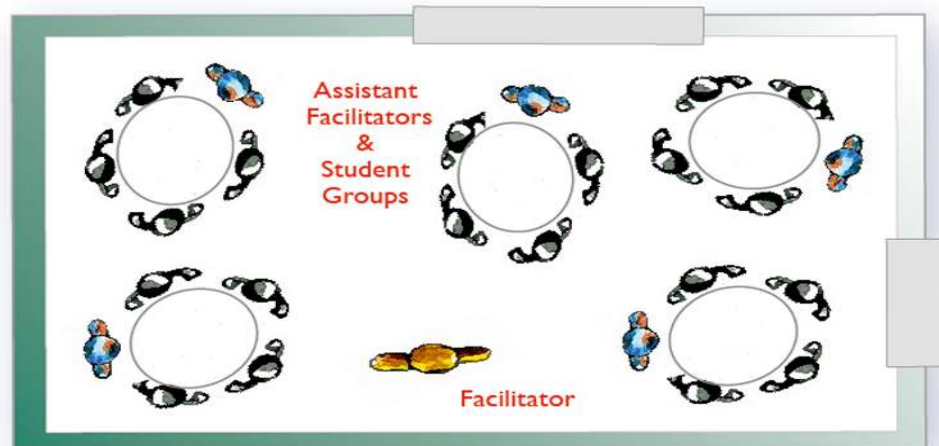 Assistant
Facilitators
&
Student
Groups
Facilitator